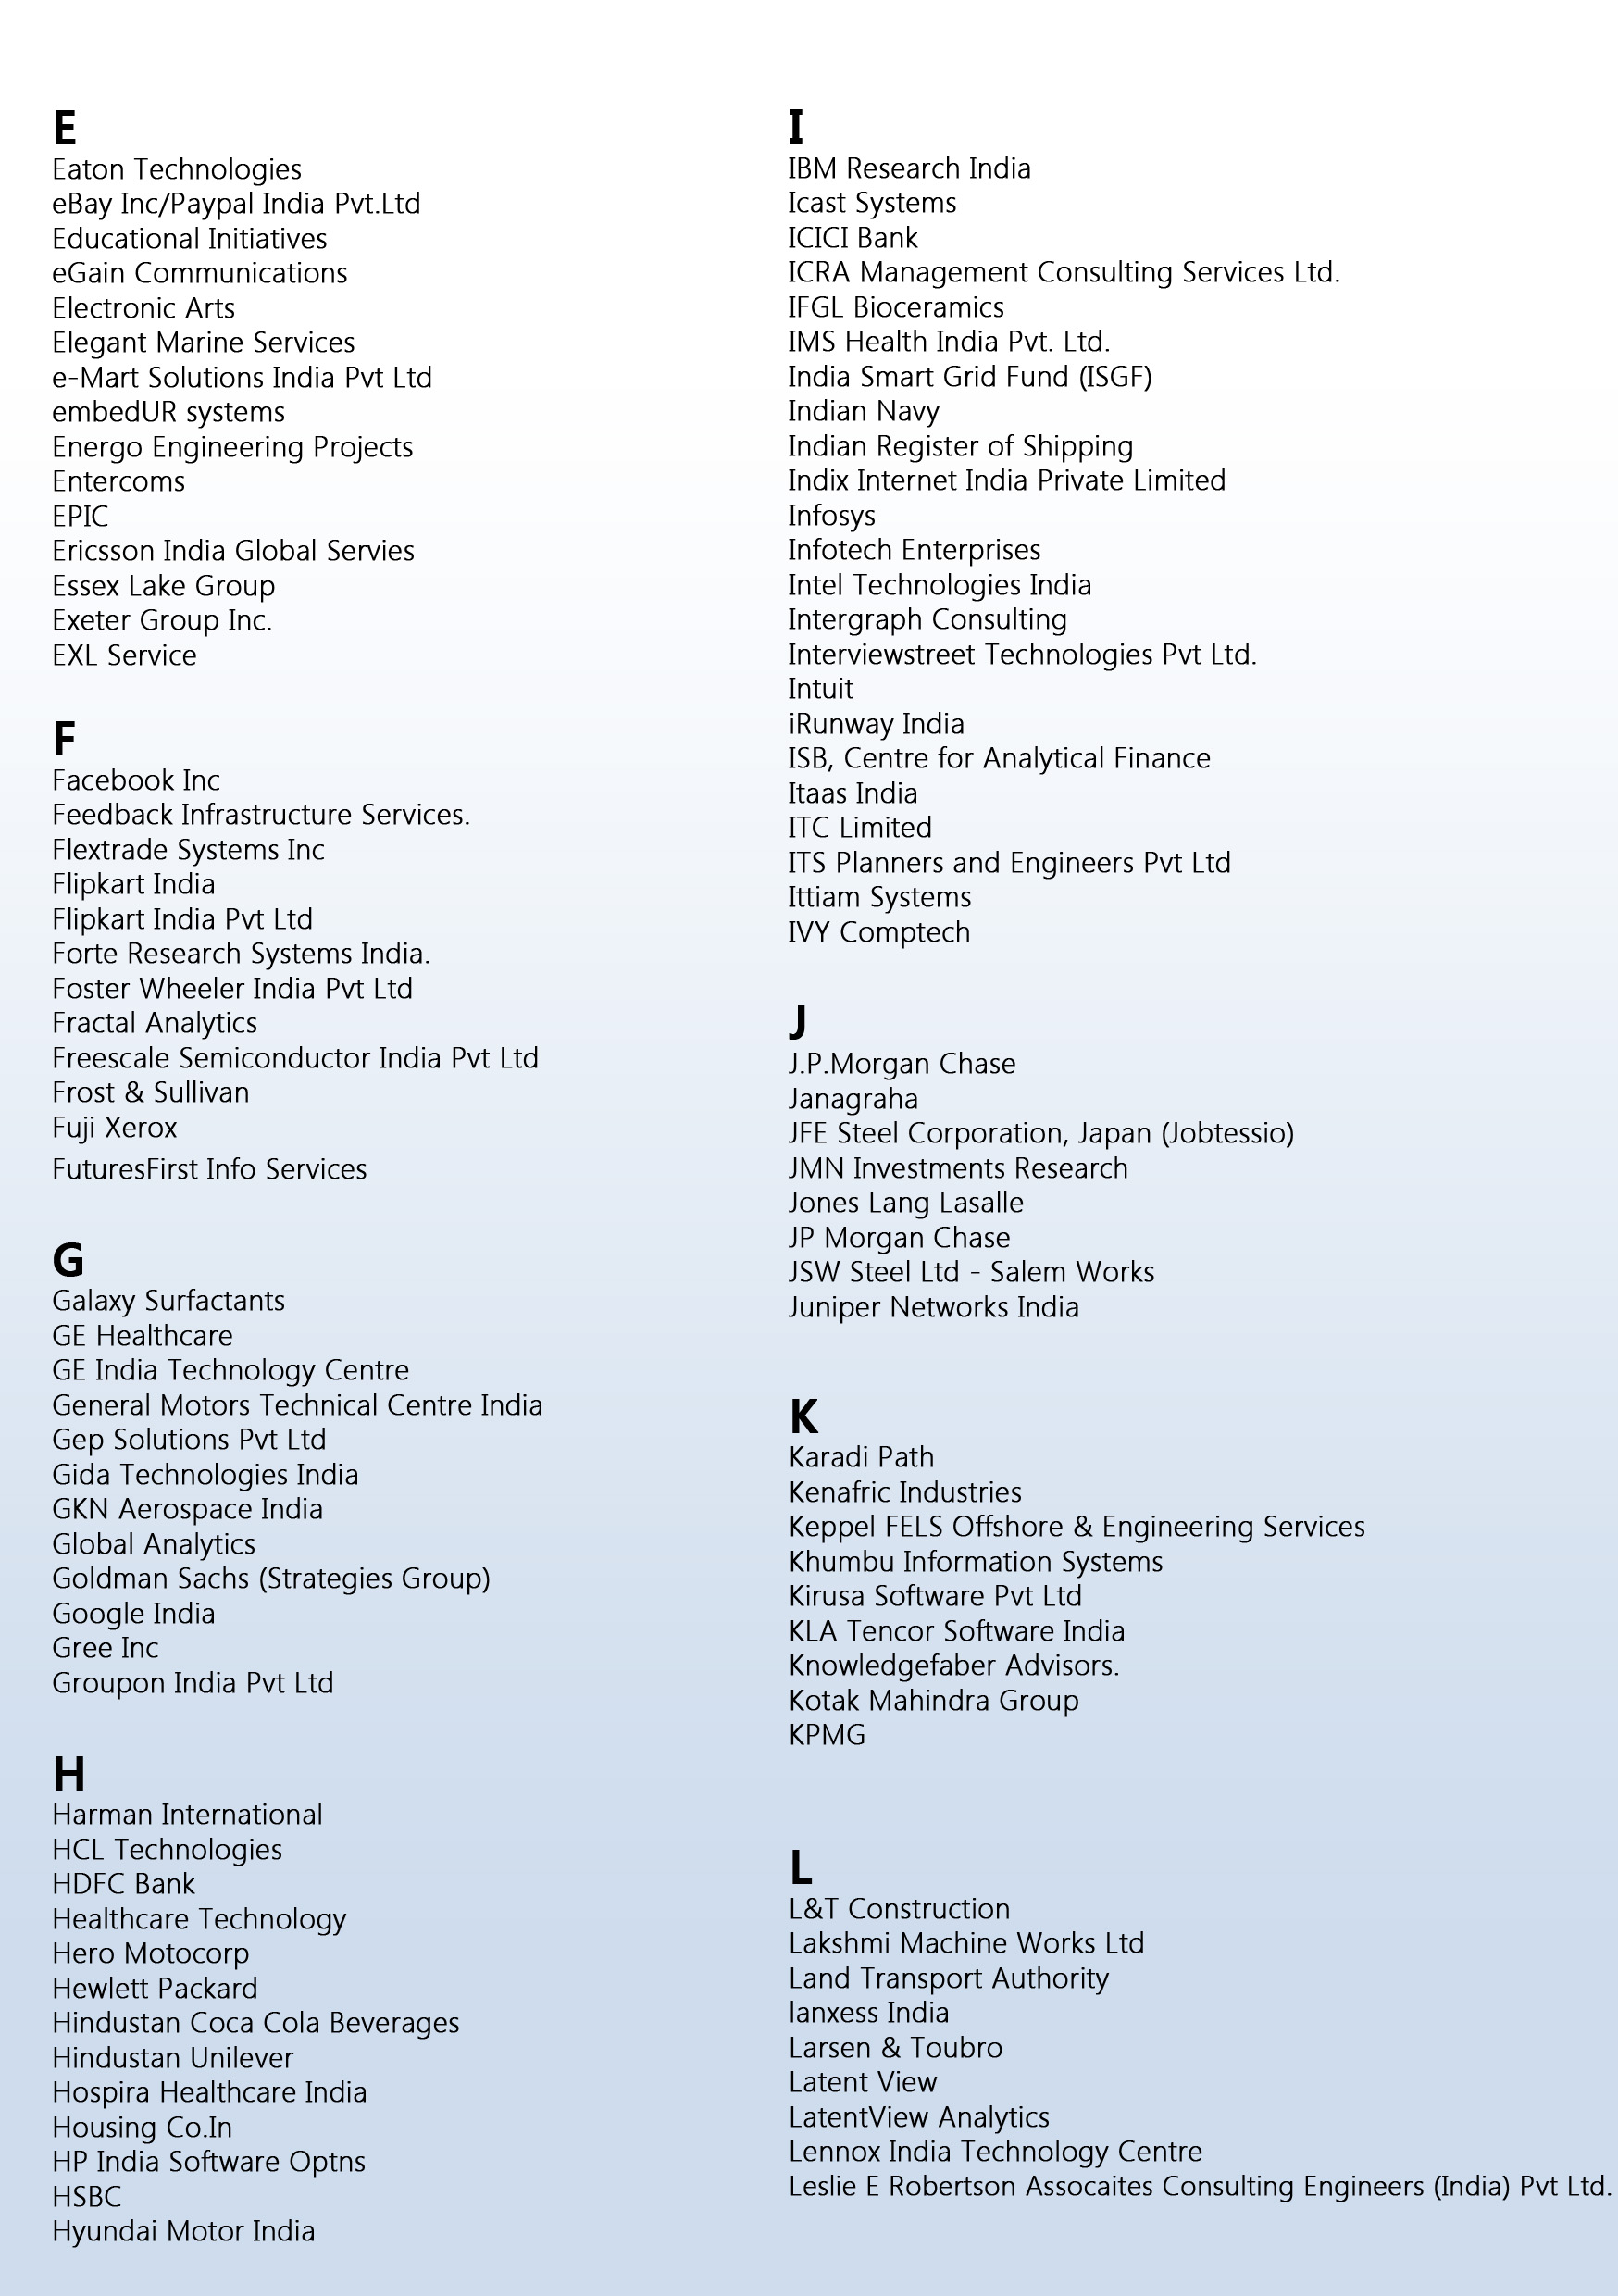 E
Eaton Technologies
eBay Inc/Paypal India Pvt.Ltd
Educational Initiatives
eGain Communications
Electronic Arts
Elegant Marine Services
e-Mart Solutions India Pvt Ltd
embedUR systems
Energo Engineering Projects
Entercoms
EPIC
Ericsson India Global Servies
Essex Lake Group
Exeter Group Inc.
EXL Service
F
Facebook Inc
Feedback Infrastructure Services.
Flextrade Systems Inc
Flipkart India
Flipkart India Pvt Ltd
Forte Research Systems India.
Foster Wheeler India Pvt Ltd
Fractal Analytics
Freescale Semiconductor India Pvt Ltd
Frost & Sullivan
Fuji Xerox
FuturesFirst Info Services
G
Galaxy Surfactants
GE Healthcare
GE India Technology Centre
General Motors Technical Centre India
Gep Solutions Pvt Ltd
Gida Technologies India
GKN Aerospace India
Global Analytics
Goldman Sachs (Strategies Group)
Google India
Gree Inc
Groupon India Pvt Ltd
H
Harman International
HCL Technologies
HDFC Bank
Healthcare Technology
Hero Motocorp
Hewlett Packard
Hindustan Coca Cola Beverages
Hindustan Unilever
Hospira Healthcare India
Housing Co.In
HP India Software Optns
HSBC
Hyundai Motor India
I
IBM Research India
Icast Systems
ICICI Bank
ICRA Management Consulting Services Ltd.
IFGL Bioceramics
IMS Health India Pvt. Ltd.
India Smart Grid Fund (ISGF)
Indian Navy
Indian Register of Shipping
Indix Internet India Private Limited
Infosys
Infotech Enterprises
Intel Technologies India
Intergraph Consulting
Interviewstreet Technologies Pvt Ltd.
Intuit
iRunway India
ISB, Centre for Analytical Finance
Itaas India
ITC Limited
ITS Planners and Engineers Pvt Ltd
Ittiam Systems
IVY Comptech
J
J.P.Morgan Chase
Janagraha
JFE Steel Corporation, Japan (Jobtessio)
JMN Investments Research
Jones Lang Lasalle
JP Morgan Chase
JSW Steel Ltd - Salem Works
Juniper Networks India
K
Karadi Path
Kenafric Industries
Keppel FELS Offshore & Engineering Services
Khumbu Information Systems
Kirusa Software Pvt Ltd
KLA Tencor Software India
Knowledgefaber Advisors.
Kotak Mahindra Group
KPMG
L
L&T Construction
Lakshmi Machine Works Ltd
Land Transport Authority
lanxess India
Larsen & Toubro
Latent View
LatentView Analytics
Lennox India Technology Centre
Leslie E Robertson Assocaites Consulting Engineers (India) Pvt Ltd.